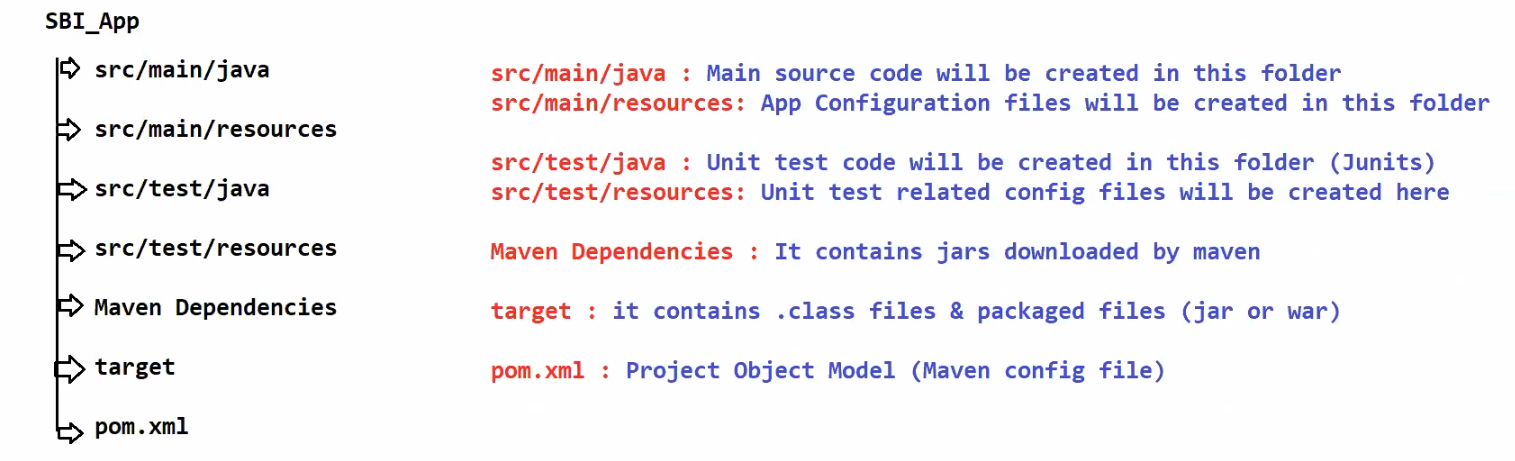 SBI_App
src/main/java
src/main/resources
src/test/java
src/test/resources
Maven Dependencies
target
pom.xml
src/main/java : Main source code will be created in this folder
src/main/resources: App Configuration files will be created in this folder
src/test/java : Unit test code will be created in this folder (Junits)
src/test/resources: Unit test related config files will be created here
Maven Dependencies : It contains jars downloaded by maven
target : it contains .class files & packaged files (jar or war)
pom.xml : Project Object Model (Maven config file)